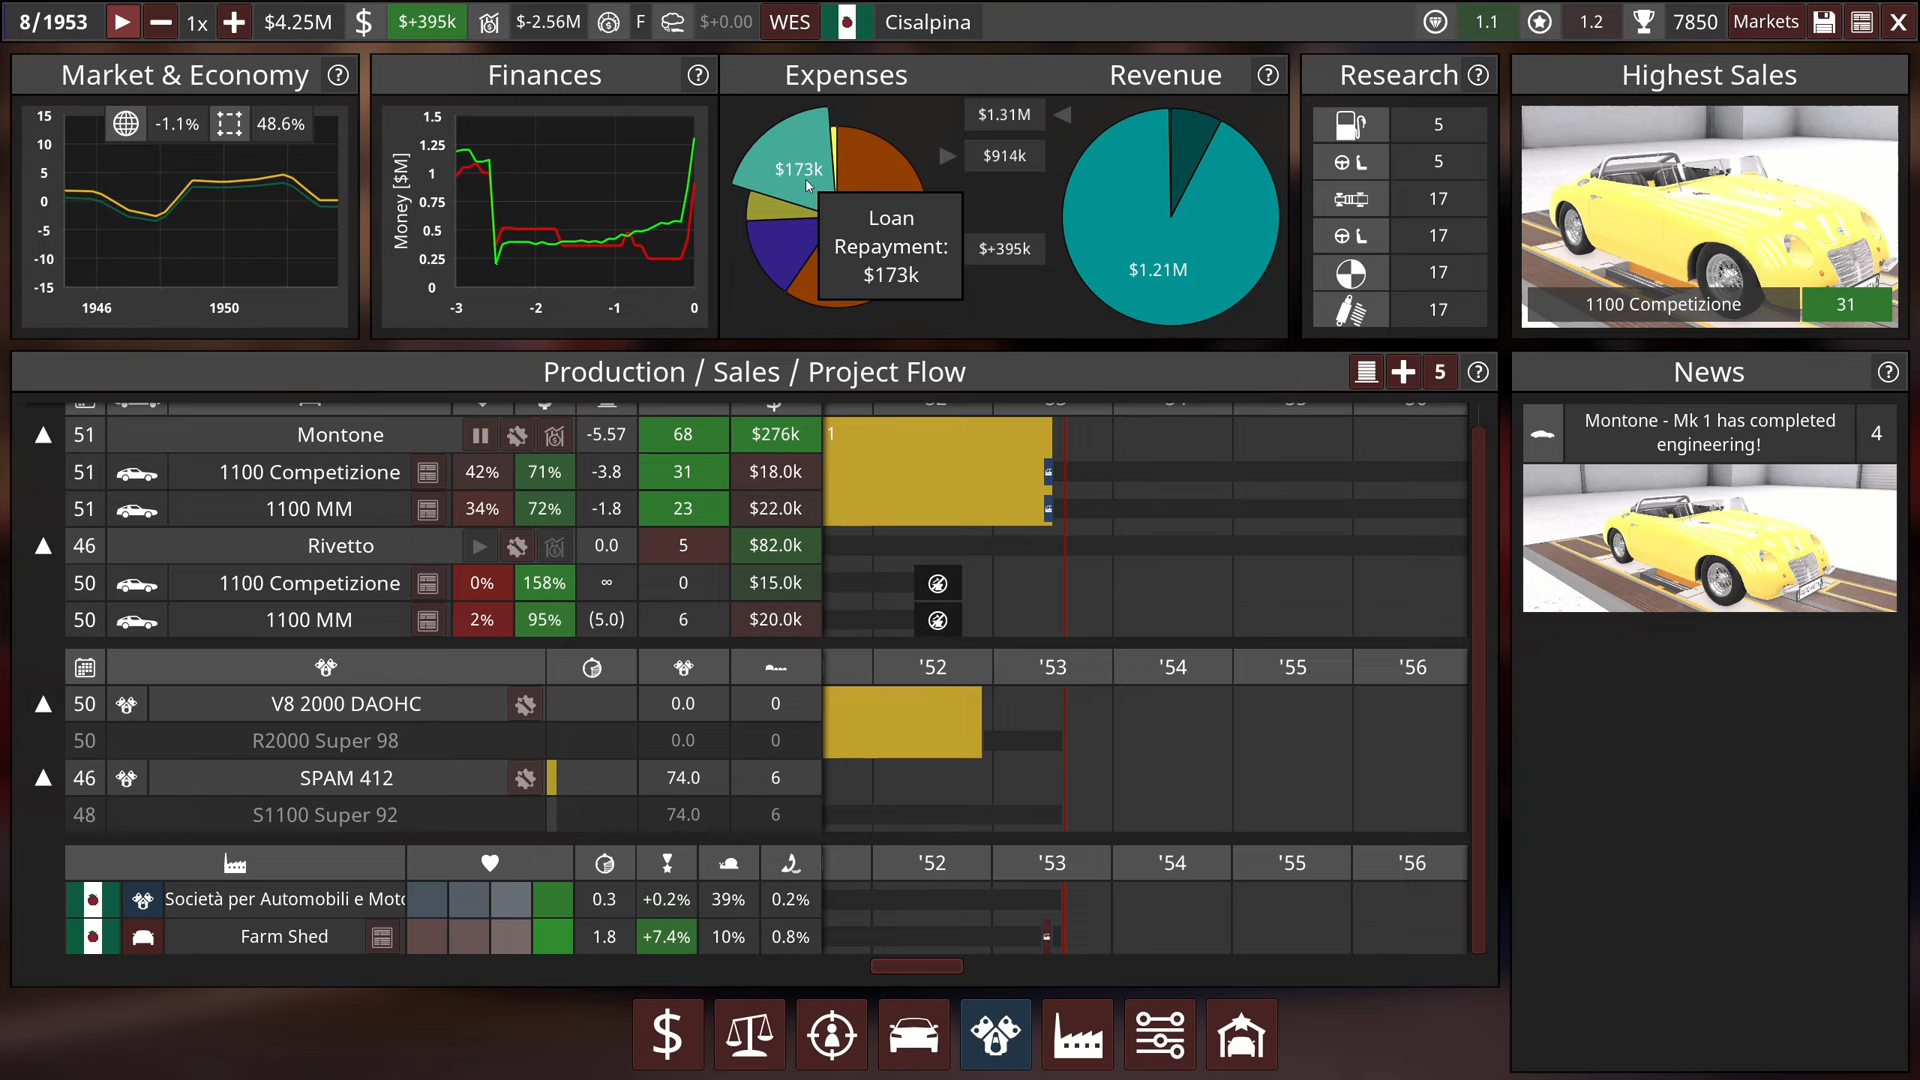 8/1953 1x $4.25M $ $+395k $-2.56M F $+0.00 WES Cisalpina 1.1 1.2 7850 Markets X
Market & Economy ?
-1.1% 48.6%
15
10
5
0
-5
-10
-15
1946 1950
Finances ?
Money [$M]
1.5
1.25
1
0.75
0.5
0.25
0
-3 -2 -1 0
Expenses Revenue ?
$173k
$1.31M
$914k
$+395k
$1.21M
Loan
Repayment:
$173k
Research ?
5
5
17
17
17
17
Highest Sales
1100 Competizione 31
Production / Sales / Project Flow 5 ?
51 Montone -5.57 68 $276k 1
51 1100 Competizione 42% 71% -3.8 31 $18.0k
51 1100 MM 34% 72% -1.8 23 $22.0k
46 Rivetto 0.0 5 $82.0k
50 1100 Competizione 0% 158% ∞ 0 $15.0k
50 1100 MM 2% 95% (5.0) 6 $20.0k
'52 '53 '54 '55 '56
50 V8 2000 DAOHC 0.0 0
50 R2000 Super 98 0.0 0
46 SPAM 412 74.0 6
48 S1100 Super 92 74.0 6
'52 '53 '54 '55 '56
Società per Automobili e Moto 0.3 +0.2% 39% 0.2%
Farm Shed 1.8 +7.4% 10% 0.8%
News ?
Montone - Mk 1 has completed
engineering!
4
$